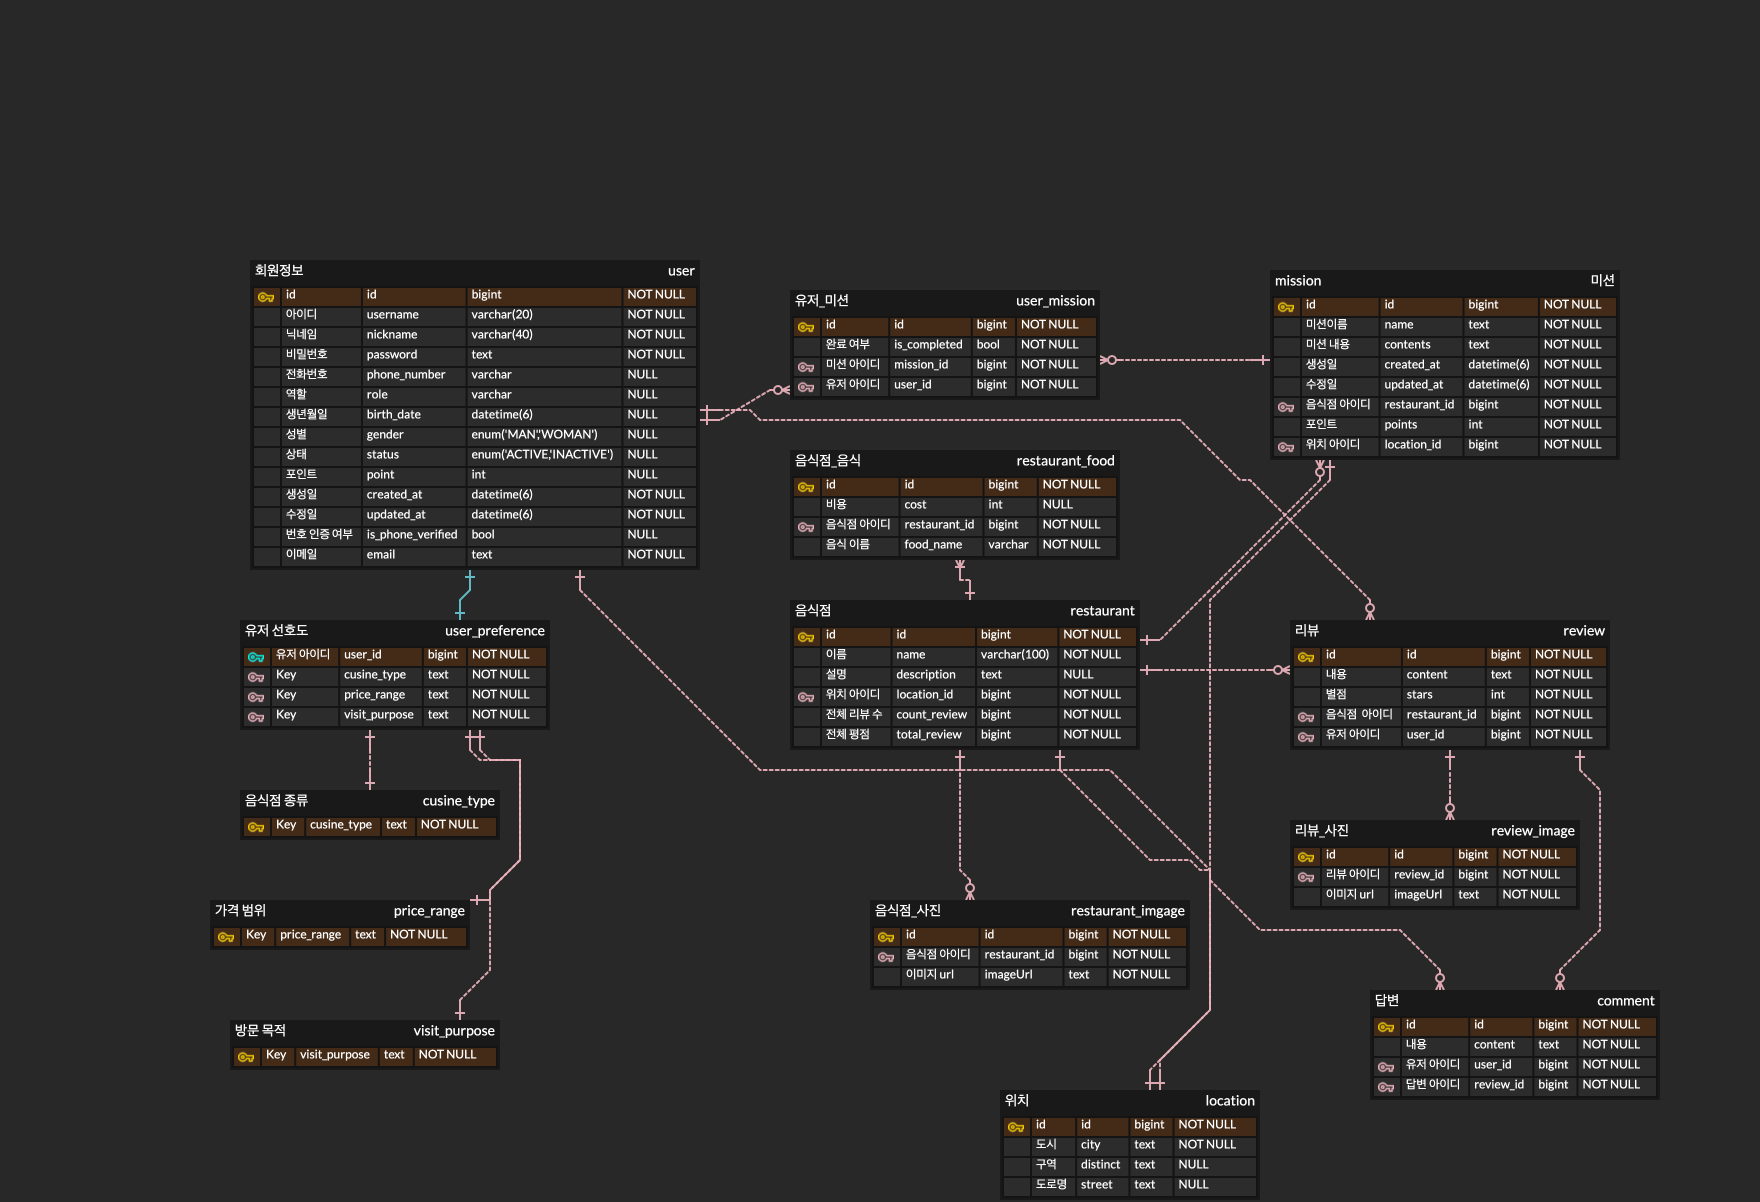 회원정보 user
id id bigint NOT NULL
아이디 username varchar(20) NOT NULL
닉네임 nickname varchar(40) NOT NULL
비밀번호 password text NOT NULL
전화번호 phone_number varchar NULL
역할 role varchar NULL
생년월일 birth_date datetime(6) NULL
성별 gender enum('MAN','WOMAN') NULL
상태 status enum('ACTIVE,'INACTIVE') NULL
포인트 point int NULL
생성일 created_at datetime(6) NOT NULL
수정일 updated_at datetime(6) NOT NULL
번호 인증 여부 is_phone_verified bool NULL
이메일 email text NOT NULL
유저_미션 user_mission
id id bigint NOT NULL
완료 여부 is_completed bool NOT NULL
미션 아이디 mission_id bigint NOT NULL
유저 아이디 user_id bigint NOT NULL
mission 미션
id id bigint NOT NULL
미션이름 name text NOT NULL
미션 내용 contents text NOT NULL
생성일 created_at datetime(6) NOT NULL
수정일 updated_at datetime(6) NOT NULL
음식점 아이디 restaurant_id bigint NOT NULL
포인트 points int NOT NULL
위치 아이디 location_id bigint NOT NULL
음식점_음식 restaurant_food
id id bigint NOT NULL
비용 cost int NULL
음식점 아이디 restaurant_id bigint NOT NULL
음식 이름 food_name varchar NOT NULL
유저 선호도 user_preference
유저 아이디 user_id bigint NOT NULL
Key cusine_type text NOT NULL
Key price_range text NOT NULL
Key visit_purpose text NOT NULL
음식점 restaurant
id id bigint NOT NULL
이름 name varchar(100) NOT NULL
설명 description text NULL
위치 아이디 location_id bigint NOT NULL
전체 리뷰 수 count_review bigint NOT NULL
전체 평점 total_review bigint NOT NULL
리뷰 review
id id bigint NOT NULL
내용 content text NOT NULL
별점 stars int NOT NULL
음식점 아이디 restaurant_id bigint NOT NULL
유저 아이디 user_id bigint NOT NULL
음식점 종류 cusine_type
Key cusine_type text NOT NULL
리뷰_사진 review_image
id id bigint NOT NULL
리뷰 아이디 review_id bigint NOT NULL
이미지 url imageUrl text NOT NULL
가격 범위 price_range
Key price_range text NOT NULL
음식점_사진 restaurant_imgage
id id bigint NOT NULL
음식점 아이디 restaurant_id bigint NOT NULL
이미지 url imageUrl text NOT NULL
방문 목적 visit_purpose
Key visit_purpose text NOT NULL
답변 comment
id id bigint NOT NULL
내용 content text NOT NULL
유저 아이디 user_id bigint NOT NULL
답변 아이디 review_id bigint NOT NULL
위치 location
id id bigint NOT NULL
도시 city text NOT NULL
구역 distinct text NULL
도로명 street text NULL